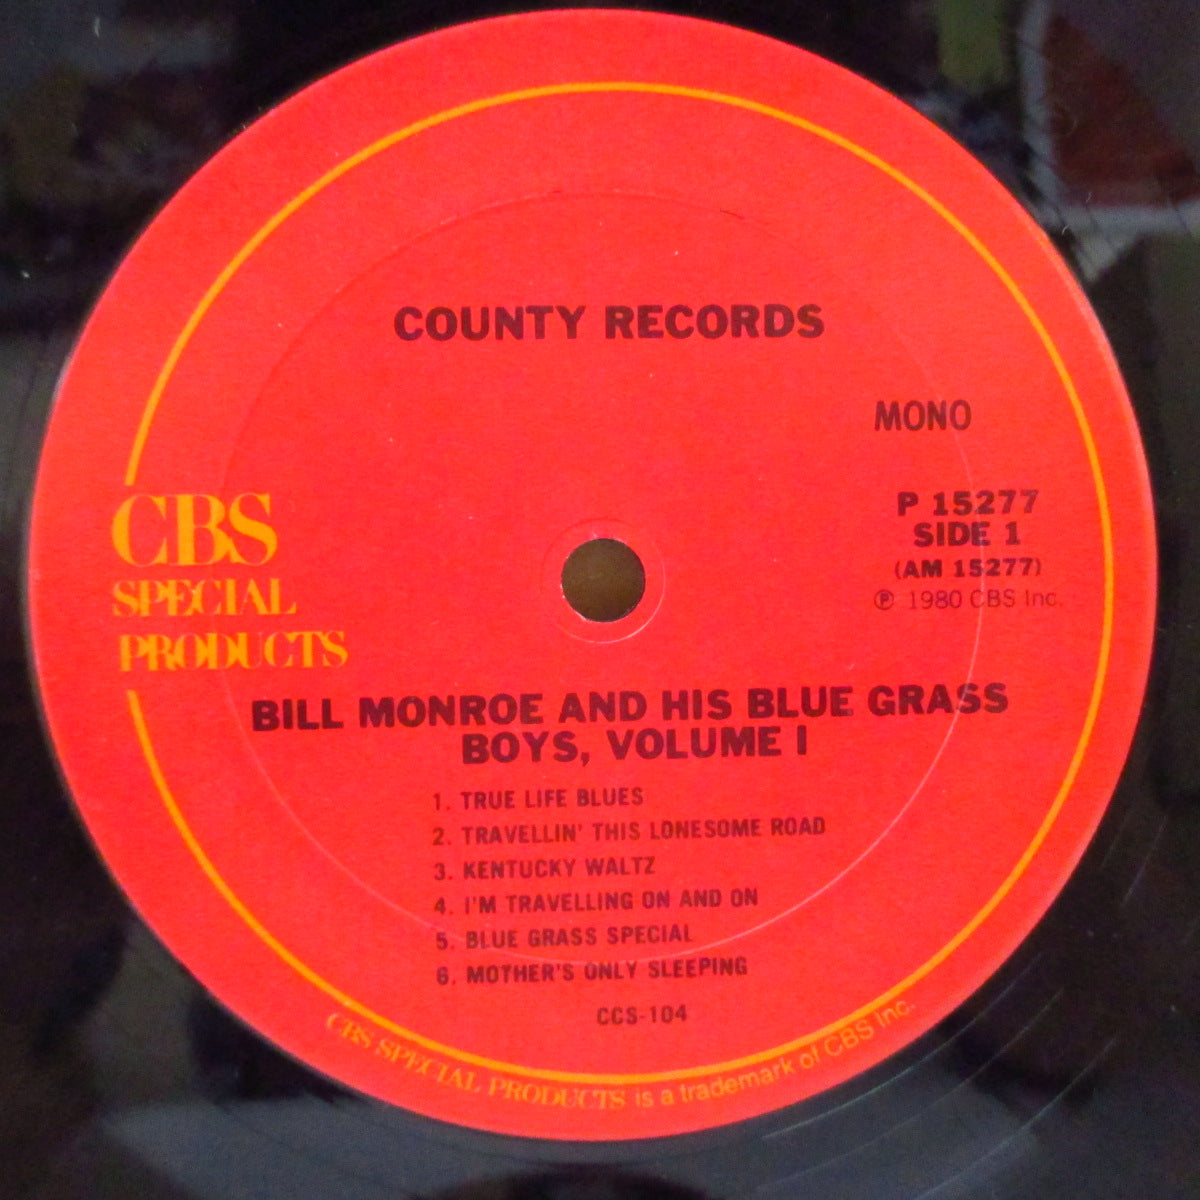 COUNTY RECORDS
MONO
P 15277
SIDE 1
(AM 15277)
℗ 1980 CBS Inc.
CBS
SPECIAL
PRODUCTS
BILL MONROE AND HIS BLUE GRASS
BOYS, VOLUME I
1. TRUE LIFE BLUES
2. TRAVELLIN' THIS LONESOME ROAD
3. KENTUCKY WALTZ
4. I'M TRAVELLING ON AND ON
5. BLUE GRASS SPECIAL
6. MOTHER'S ONLY SLEEPING
CCS-104
CBS SPECIAL PRODUCTS is a trademark of CBS Inc.